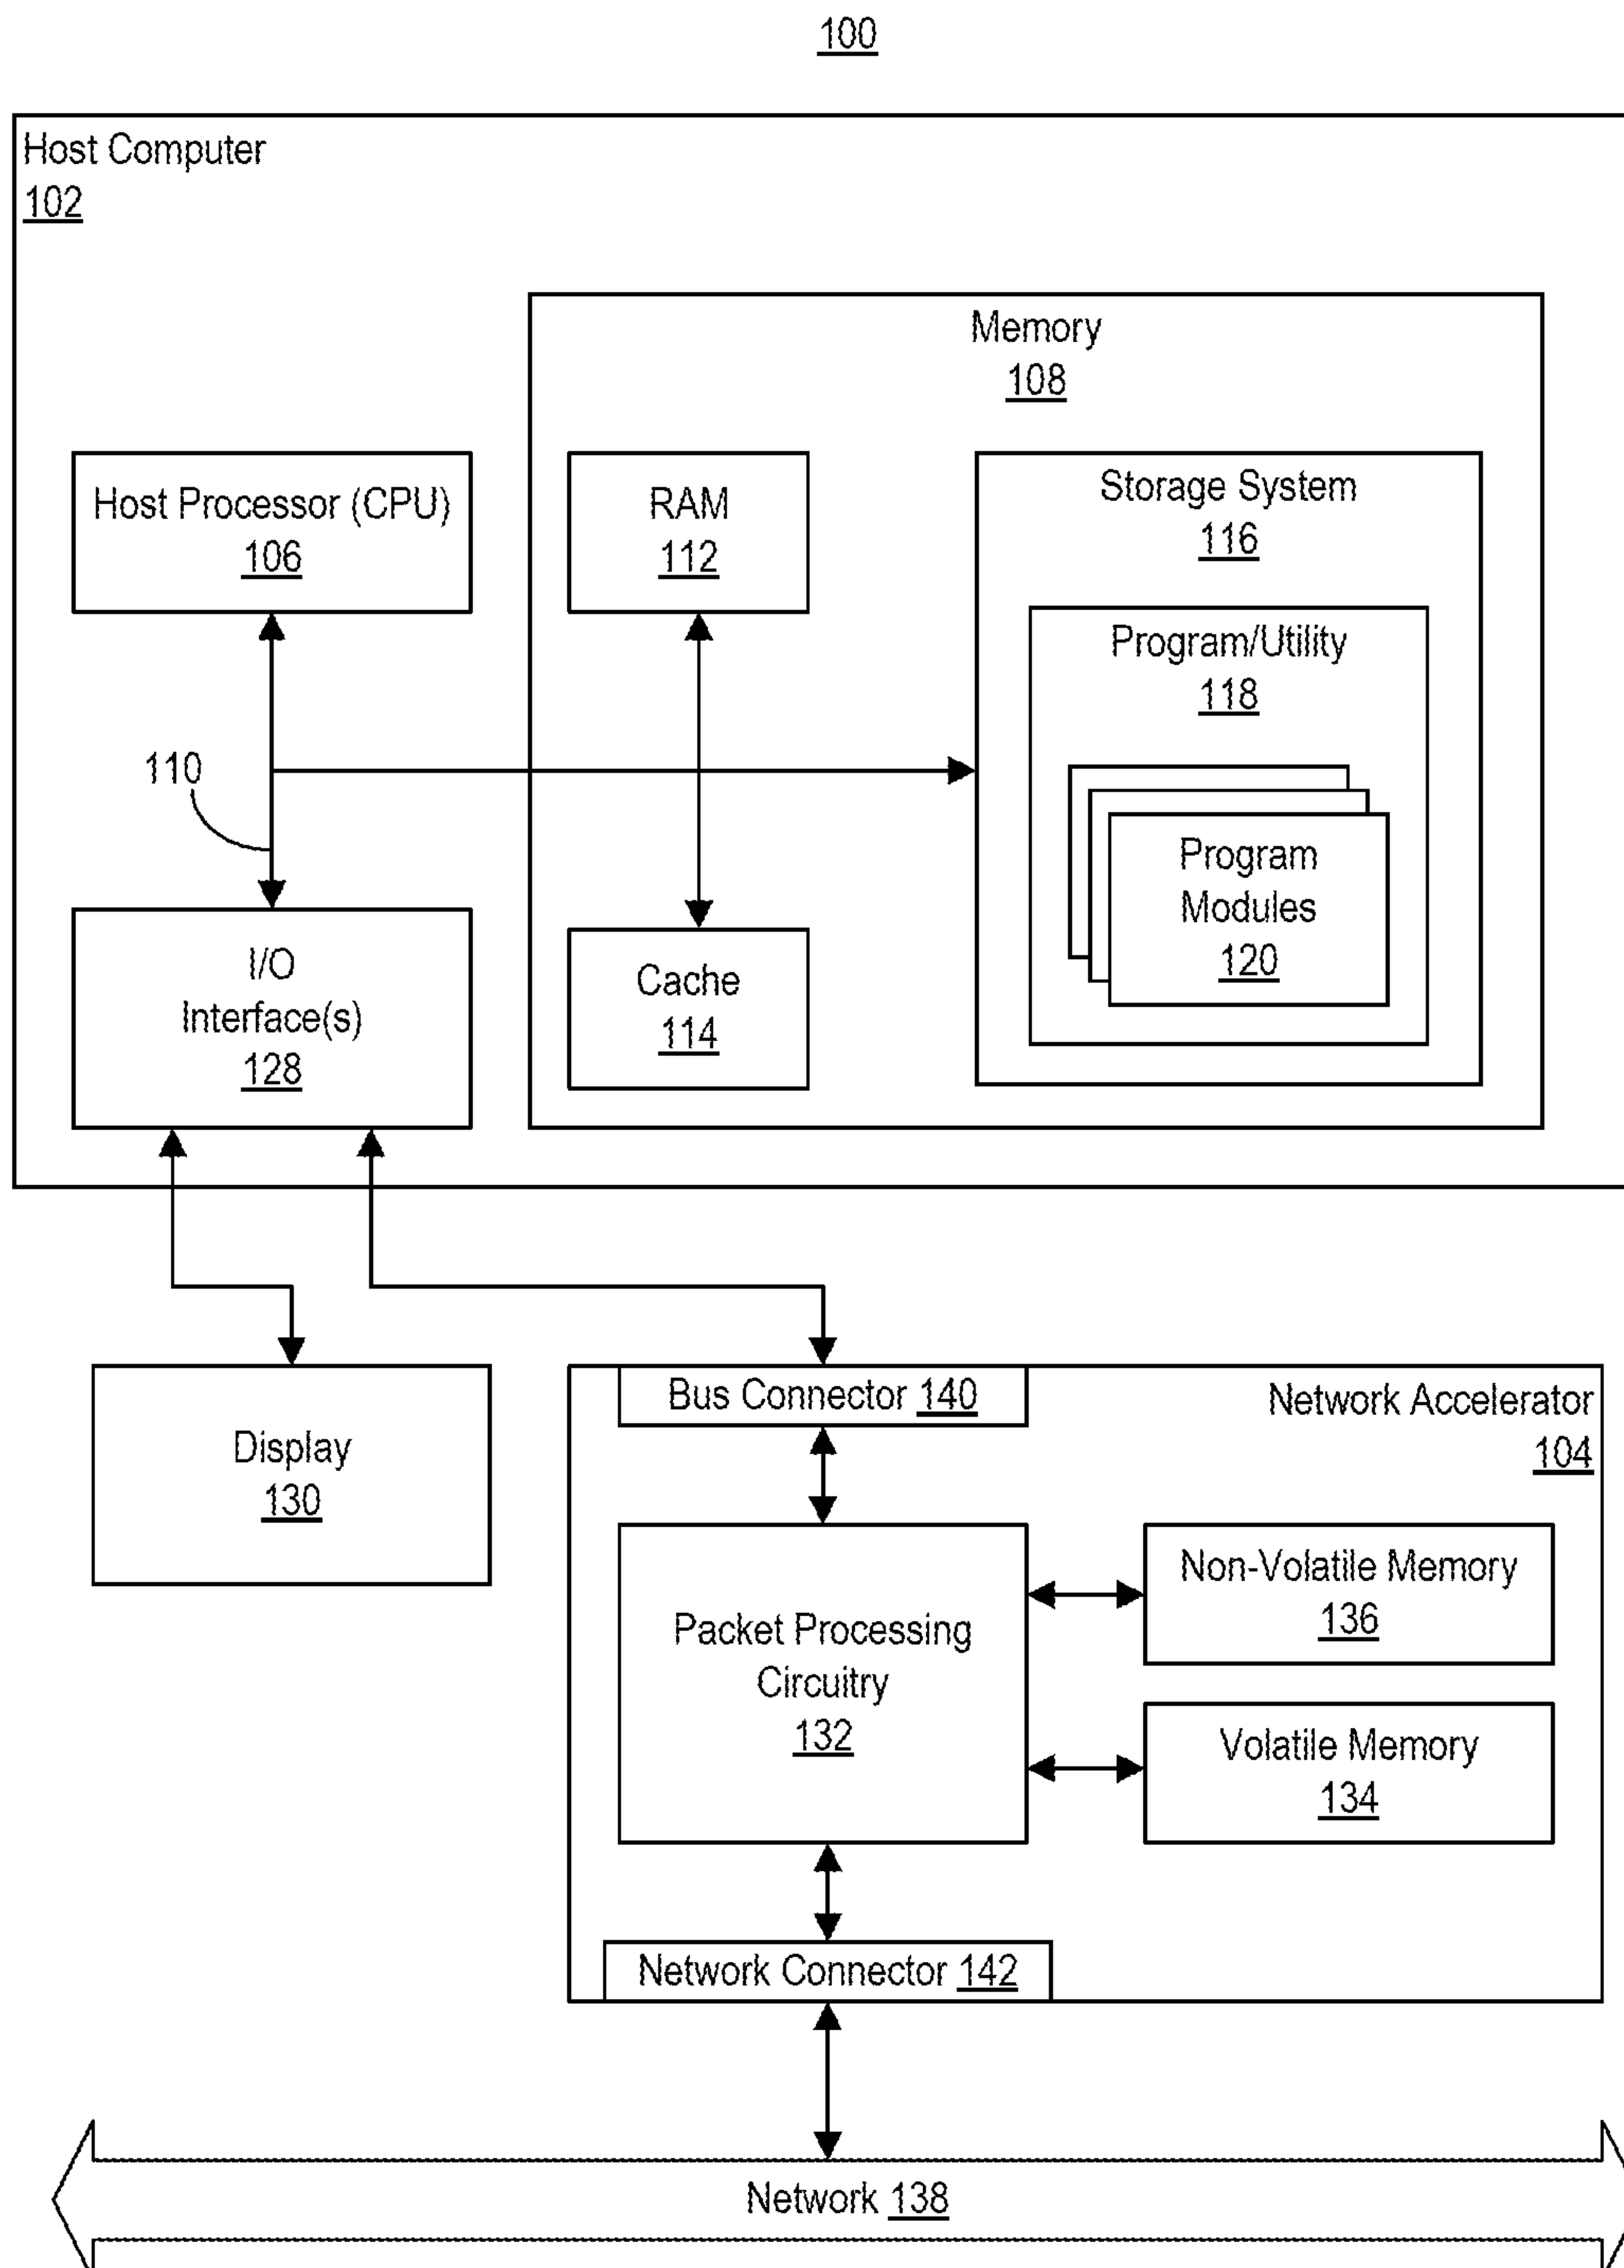 100
Host Computer
102
Memory
108
Host Processor (CPU)
106
RAM
112
Storage System
116
Program/Utility
118
110
Program
Modules
120
I/O
Interface(s)
128
Cache
114
Bus Connector 140
Network Accelerator
104
Display
130
Non-Volatile Memory
136
Packet Processing
Circuitry
132
Volatile Memory
134
Network Connector 142
Network 138